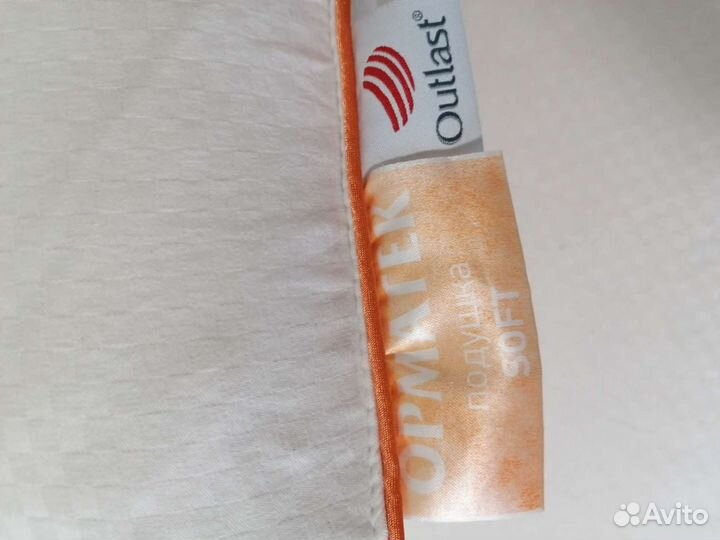 Outlast®
ОРМАТЕК
подушка
SOFT
Avito